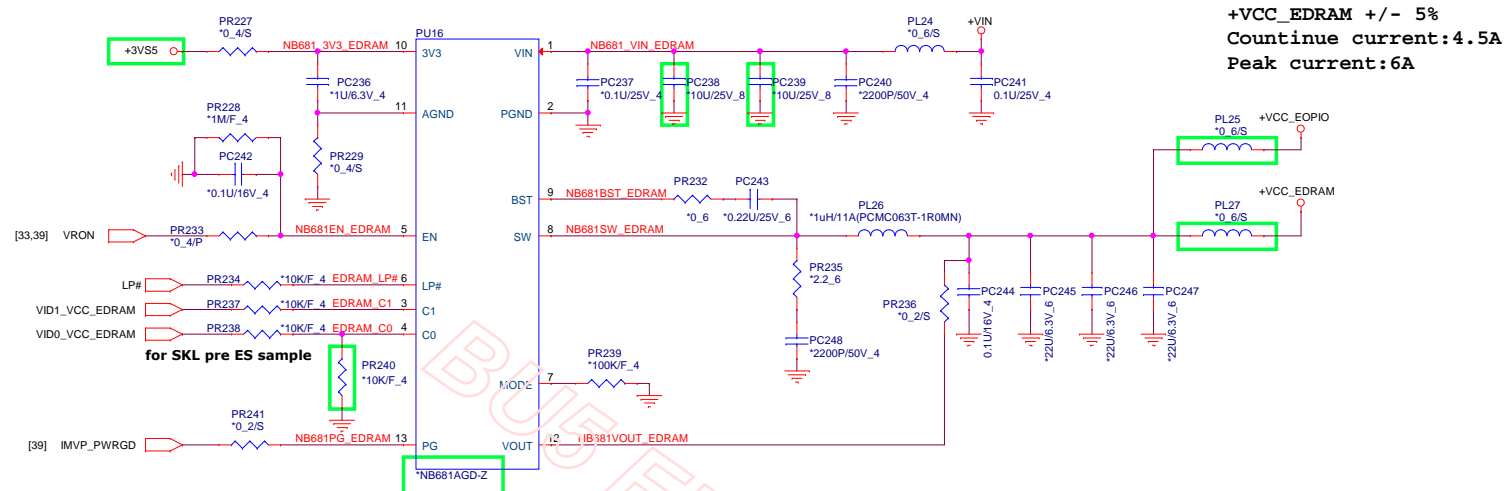 +VCC_EDRAM +/- 5%
Countinue current:4.5A
Peak current:6A
PR227
*0_4/S
+3VS5
NB681_3V3_EDRAM 10
PU16
3V3
VIN
1
NB681_VIN_EDRAM
PL24
*0_6/S
+VIN
PC236
*1U/6.3V_4
PC237
*0.1U/25V_4
PC238
*10U/25V_8
PC239
*10U/25V_8
PC240
*2200P/50V_4
PC241
0.1U/25V_4
11
AGND
PGND
2
PR228
*1M/F_4
PC242
*0.1U/16V_4
PR229
*0_4/S
PL25
*0_6/S
+VCC_EOPIO
BST
9
NB681BST_EDRAM
PR232
*0_6
PC243
*0.22U/25V_6
PL26
*1uH/11A(PCMC063T-1R0MN)
PL27
*0_6/S
+VCC_EDRAM
[33,39] VRON
PR233
*0_4/P
NB681EN_EDRAM 5
EN
SW
8
NB681SW_EDRAM
LP#
PR234
*10K/F_4
EDRAM_LP# 6
LP#
VID1_VCC_EDRAM
PR237
*10K/F_4
EDRAM_C1 3
C1
VID0_VCC_EDRAM
PR238
*10K/F_4
EDRAM_C0 4
C0
PR235
*2.2_6
PR236
*0_2/S
PC244
0.1U/16V_4
PC245
*22U/6.3V_6
PC246
*22U/6.3V_6
PC247
*22U/6.3V_6
for SKL pre ES sample
PR240
*10K/F_4
PC248
*2200P/50V_4
MODE
7
PR239
*100K/F_4
[39] IMVP_PWRGD
PR241
*0_2/S
NB681PG_EDRAM 13
PG
VOUT
12
NB681VOUT_EDRAM
*NB681AGD-Z
BU5